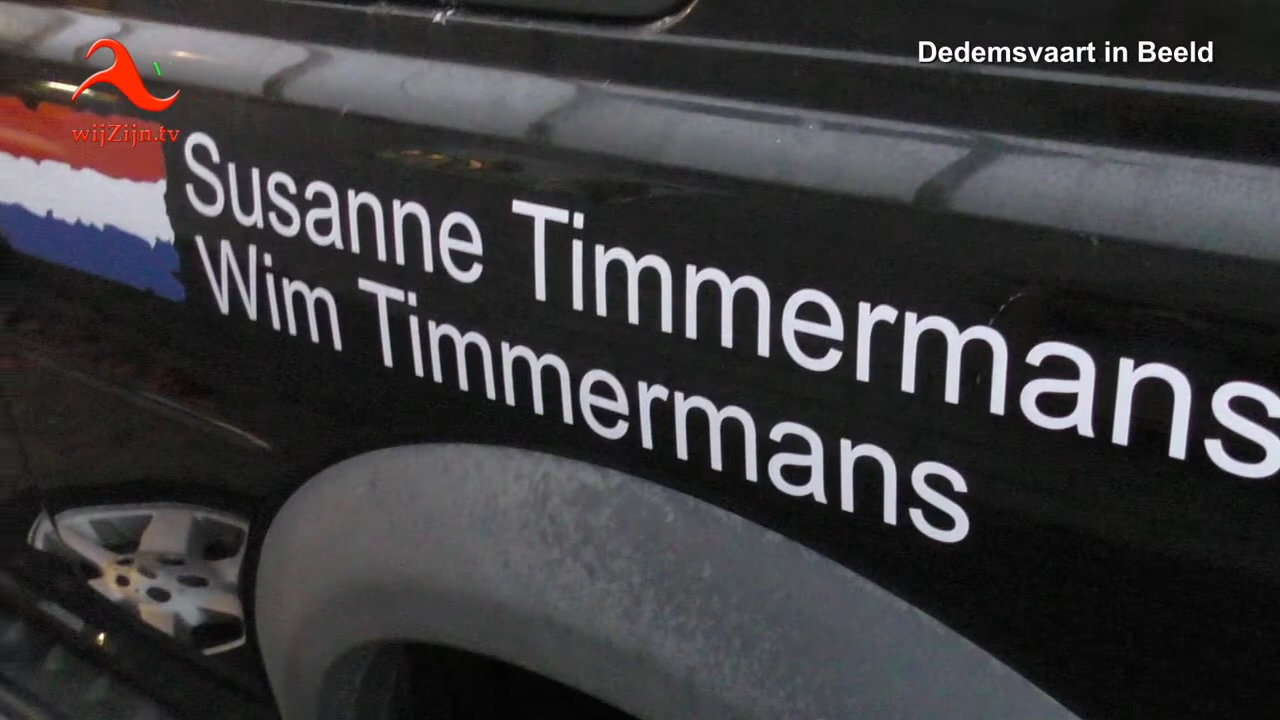 Dedemsvaart in Beeld
wijZijn.tv
Susanne Timmermans
Wim Timmermans